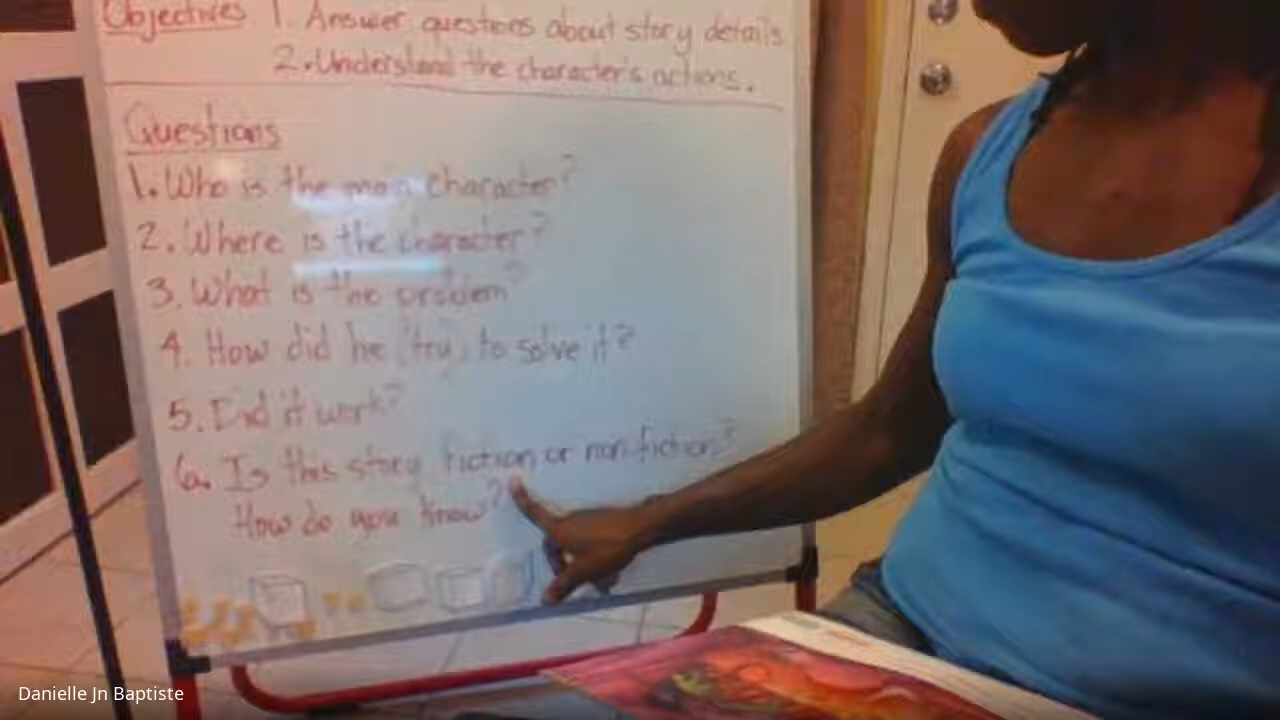 Objectives 1. Answer questions about story details
2. Understand the character's actions.
Questions
1. Who is the main character?
2. Where is the character?
3. What is the problem?
4. How did he (try) to solve it?
5. Did it work?
6. Is this story fiction or non-fiction?
How do you know?
Danielle Jn Baptiste